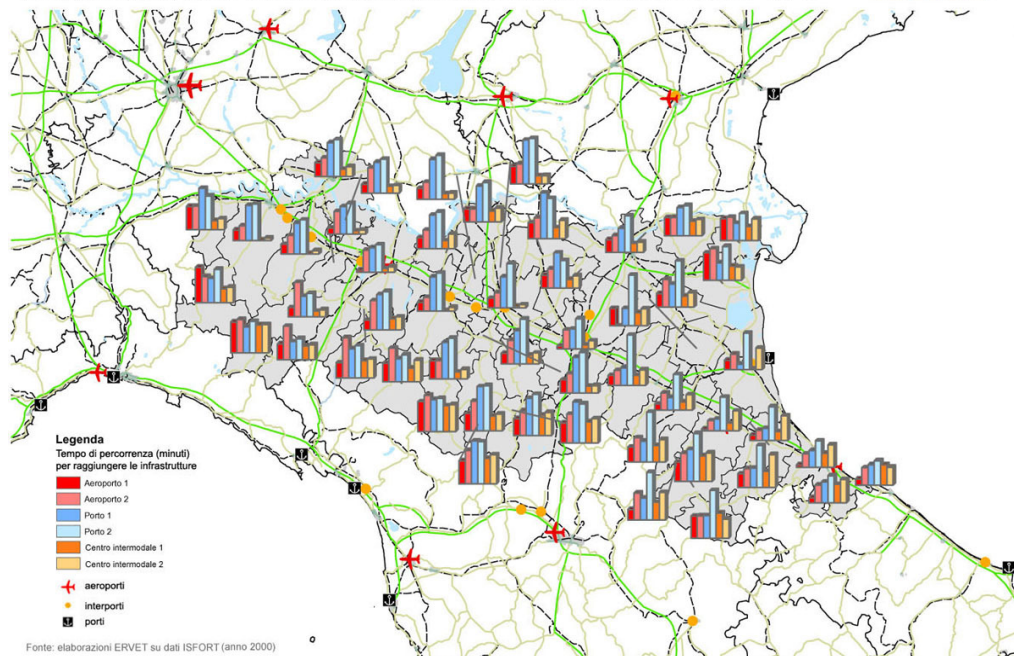 Legenda
Tempo di percorrenza (minuti)
per raggiungere le infrastrutture
Aeroporto 1
Aeroporto 2
Porto 1
Porto 2
Centro intermodale 1
Centro intermodale 2
aeroporti
interporti
porti
Fonte: elaborazioni ERVET su dati ISFORT (anno 2000)